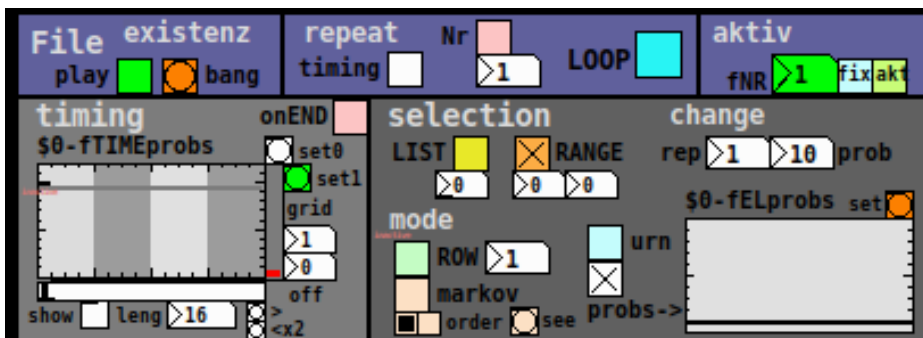 File existenz
play bang
repeat Nr
timing 1 LOOP
aktiv
fNR 1 fix akt
timing onEND
$0-fTIMEprobs set0
set1
grid
1
0
off
show leng 16 >
<x2
selection
LIST RANGE
0 0 0
mode
ROW 1 urn
markov
order see probs->
change
rep 1 10 prob
$0-fELprobs set